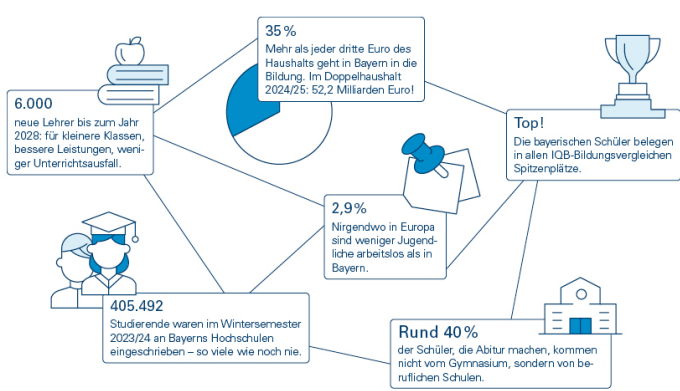 35 %
Mehr als jeder dritte Euro des
Haushalts geht in Bayern in die
Bildung. Im Doppelhaushalt
2024/25: 52,2 Milliarden Euro!
6.000
neue Lehrer bis zum Jahr
2028: für kleinere Klassen,
bessere Leistungen, weni-
ger Unterrichtsausfall.
Top!
Die bayerischen Schüler belegen
in allen IQB-Bildungsvergleichen
Spitzenplätze.
2,9 %
Nirgendwo in Europa
sind weniger Jugend-
liche arbeitslos als in
Bayern.
405.492
Studierende waren im Wintersemester
2023/24 an Bayerns Hochschulen
eingeschrieben – so viele wie noch nie.
Rund 40 %
der Schüler, die Abitur machen, kommen
nicht vom Gymnasium, sondern von be-
ruflichen Schulen.